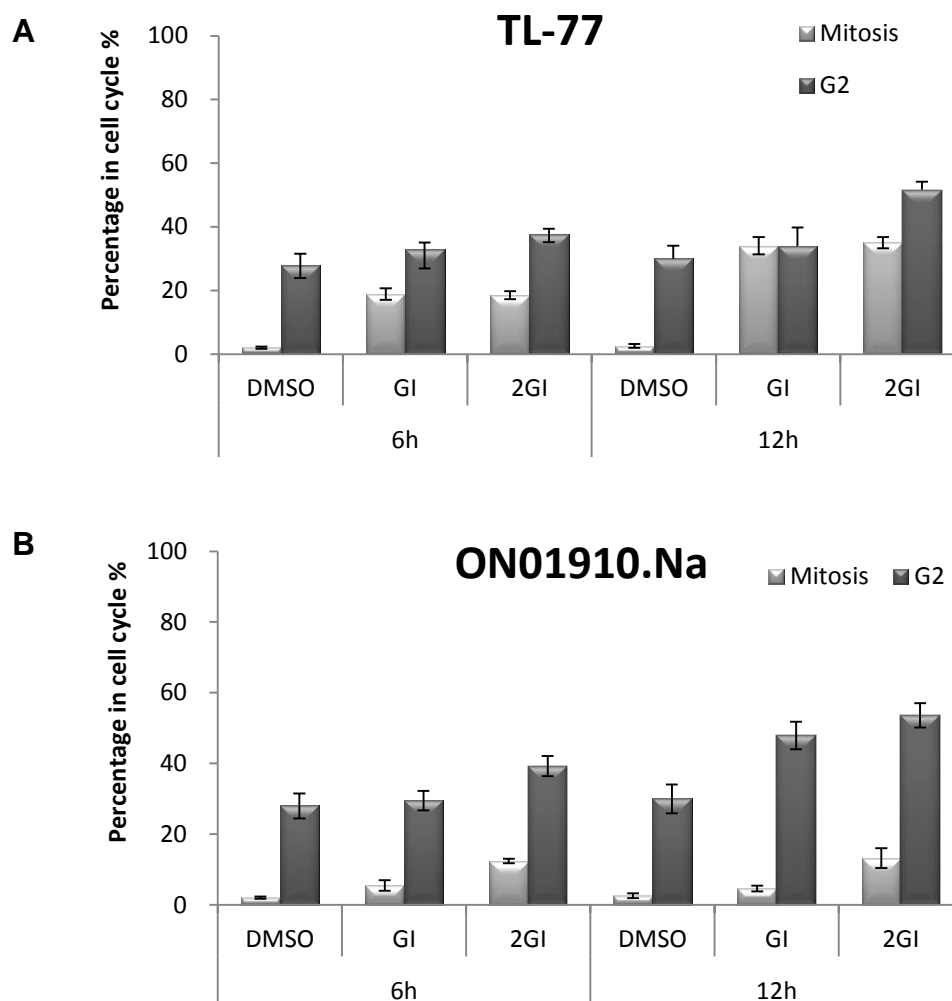 A
TL-77
Mitosis
G2
Percentage in cell cycle %
100
80
60
40
20
0
DMSO GI 2GI DMSO GI 2GI
6h 12h
B
ON01910.Na
Mitosis G2
Percentage in cell cycle %
100
80
60
40
20
0
DMSO GI 2GI DMSO GI 2GI
6h 12h